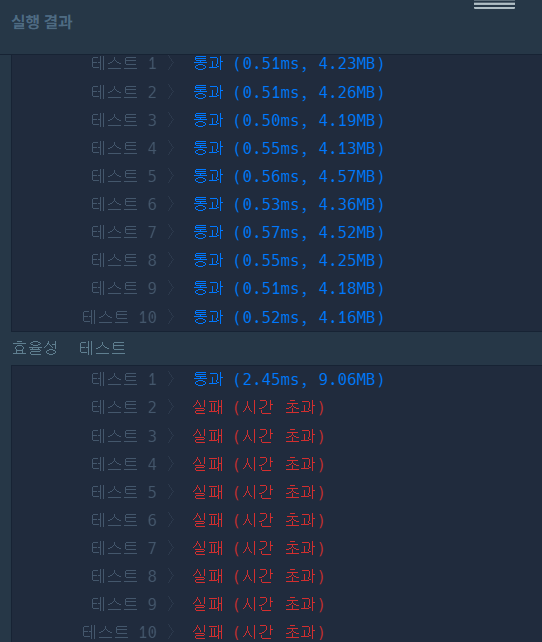 실행 결과
테스트 1 〉 통과 (0.51ms, 4.23MB)
테스트 2 〉 통과 (0.51ms, 4.26MB)
테스트 3 〉 통과 (0.50ms, 4.19MB)
테스트 4 〉 통과 (0.55ms, 4.13MB)
테스트 5 〉 통과 (0.56ms, 4.57MB)
테스트 6 〉 통과 (0.53ms, 4.36MB)
테스트 7 〉 통과 (0.57ms, 4.52MB)
테스트 8 〉 통과 (0.55ms, 4.25MB)
테스트 9 〉 통과 (0.51ms, 4.18MB)
테스트 10 〉 통과 (0.52ms, 4.16MB)
효율성 테스트
테스트 1 〉 통과 (2.45ms, 9.06MB)
테스트 2 〉 실패 (시간 초과)
테스트 3 〉 실패 (시간 초과)
테스트 4 〉 실패 (시간 초과)
테스트 5 〉 실패 (시간 초과)
테스트 6 〉 실패 (시간 초과)
테스트 7 〉 실패 (시간 초과)
테스트 8 〉 실패 (시간 초과)
테스트 9 〉 실패 (시간 초과)
테스트 10 〉 실패 (시간 초과)